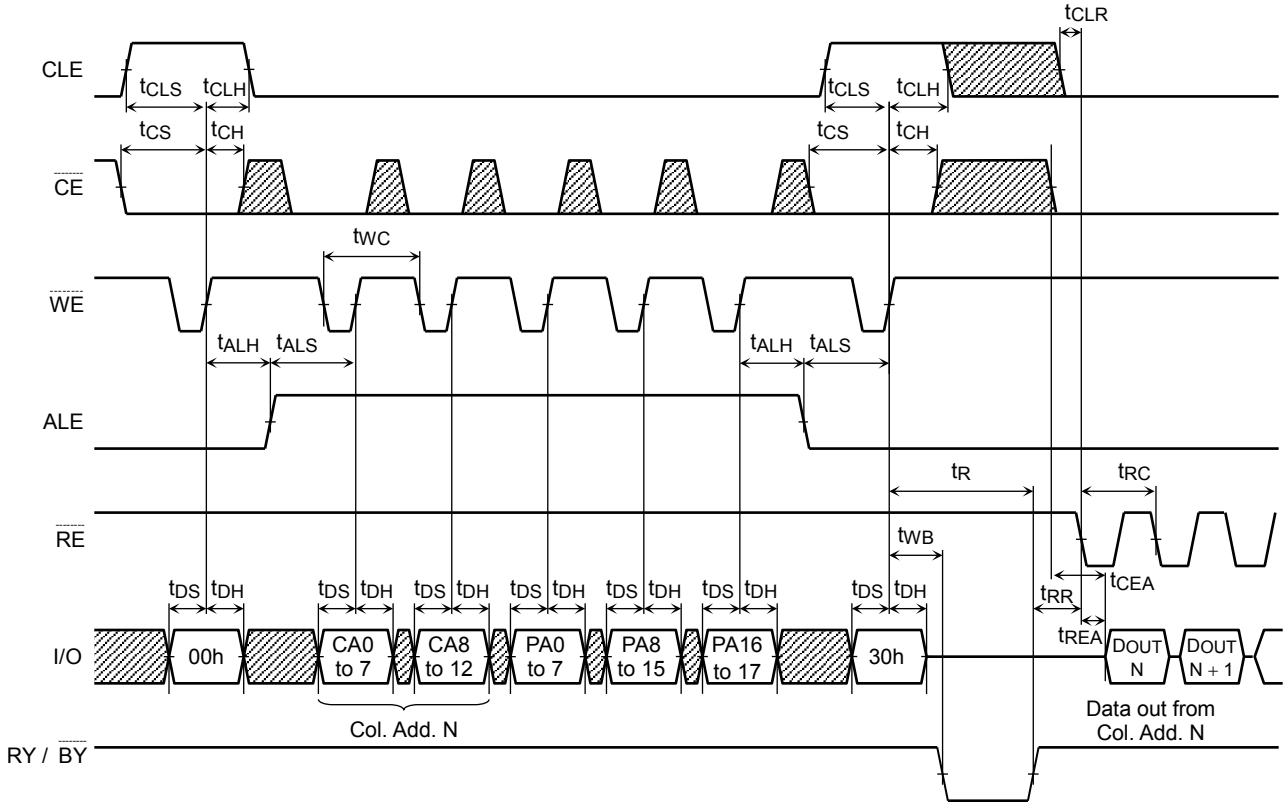 tCLR
CLE
tCLS tCLH tCLS tCLH
tCS tCH tCS tCH
CE
tWC
WE
tALH tALS tALH tALS
ALE
tR tRC
RE
tWB
tCEA
tDS tDH tDS tDH tDS tDH tDS tDH tDS tDH tDS tDH tDS tDH tRR
tREA
I/O 00h CA0 to 7 CA8 to 12 PA0 to 7 PA8 to 15 PA16 to 17 30h DOUT N DOUT N + 1
Col. Add. N
Data out from
Col. Add. N
RY / BY